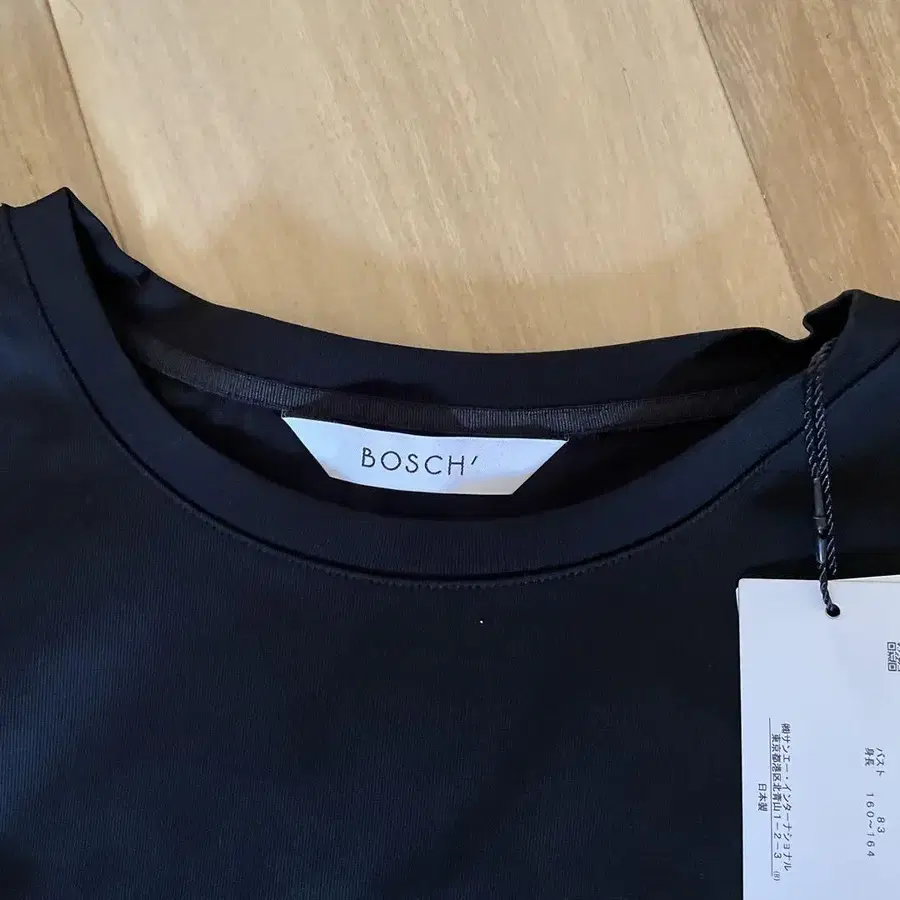 BOSCH'
バスト 83
身長 160〜164
㈱サンエー・インターナショナル
東京都港区北青山1-2-3 (8)
日本製